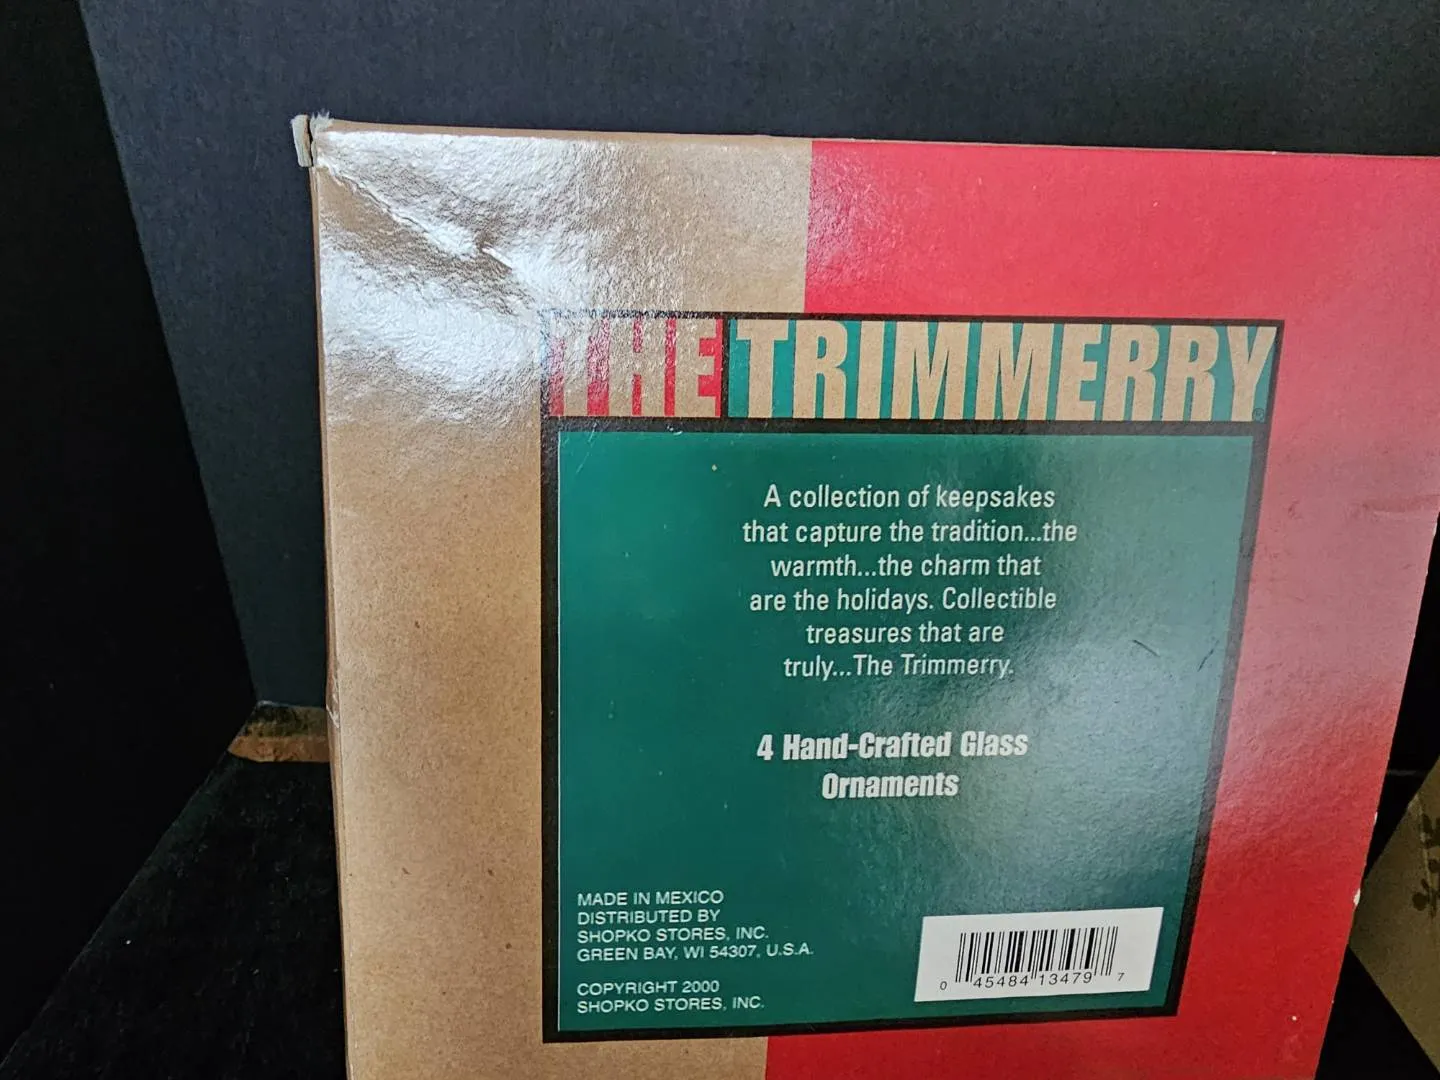 THE TRIMMERRY®
A collection of keepsakes
that capture the tradition...the
warmth...the charm that
are the holidays. Collectible
treasures that are
truly...The Trimmerry.
4 Hand-Crafted Glass
Ornaments
MADE IN MEXICO
DISTRIBUTED BY
SHOPKO STORES, INC.
GREEN BAY, WI 54307, U.S.A.
COPYRIGHT 2000
SHOPKO STORES, INC.
0 45484 13479 7